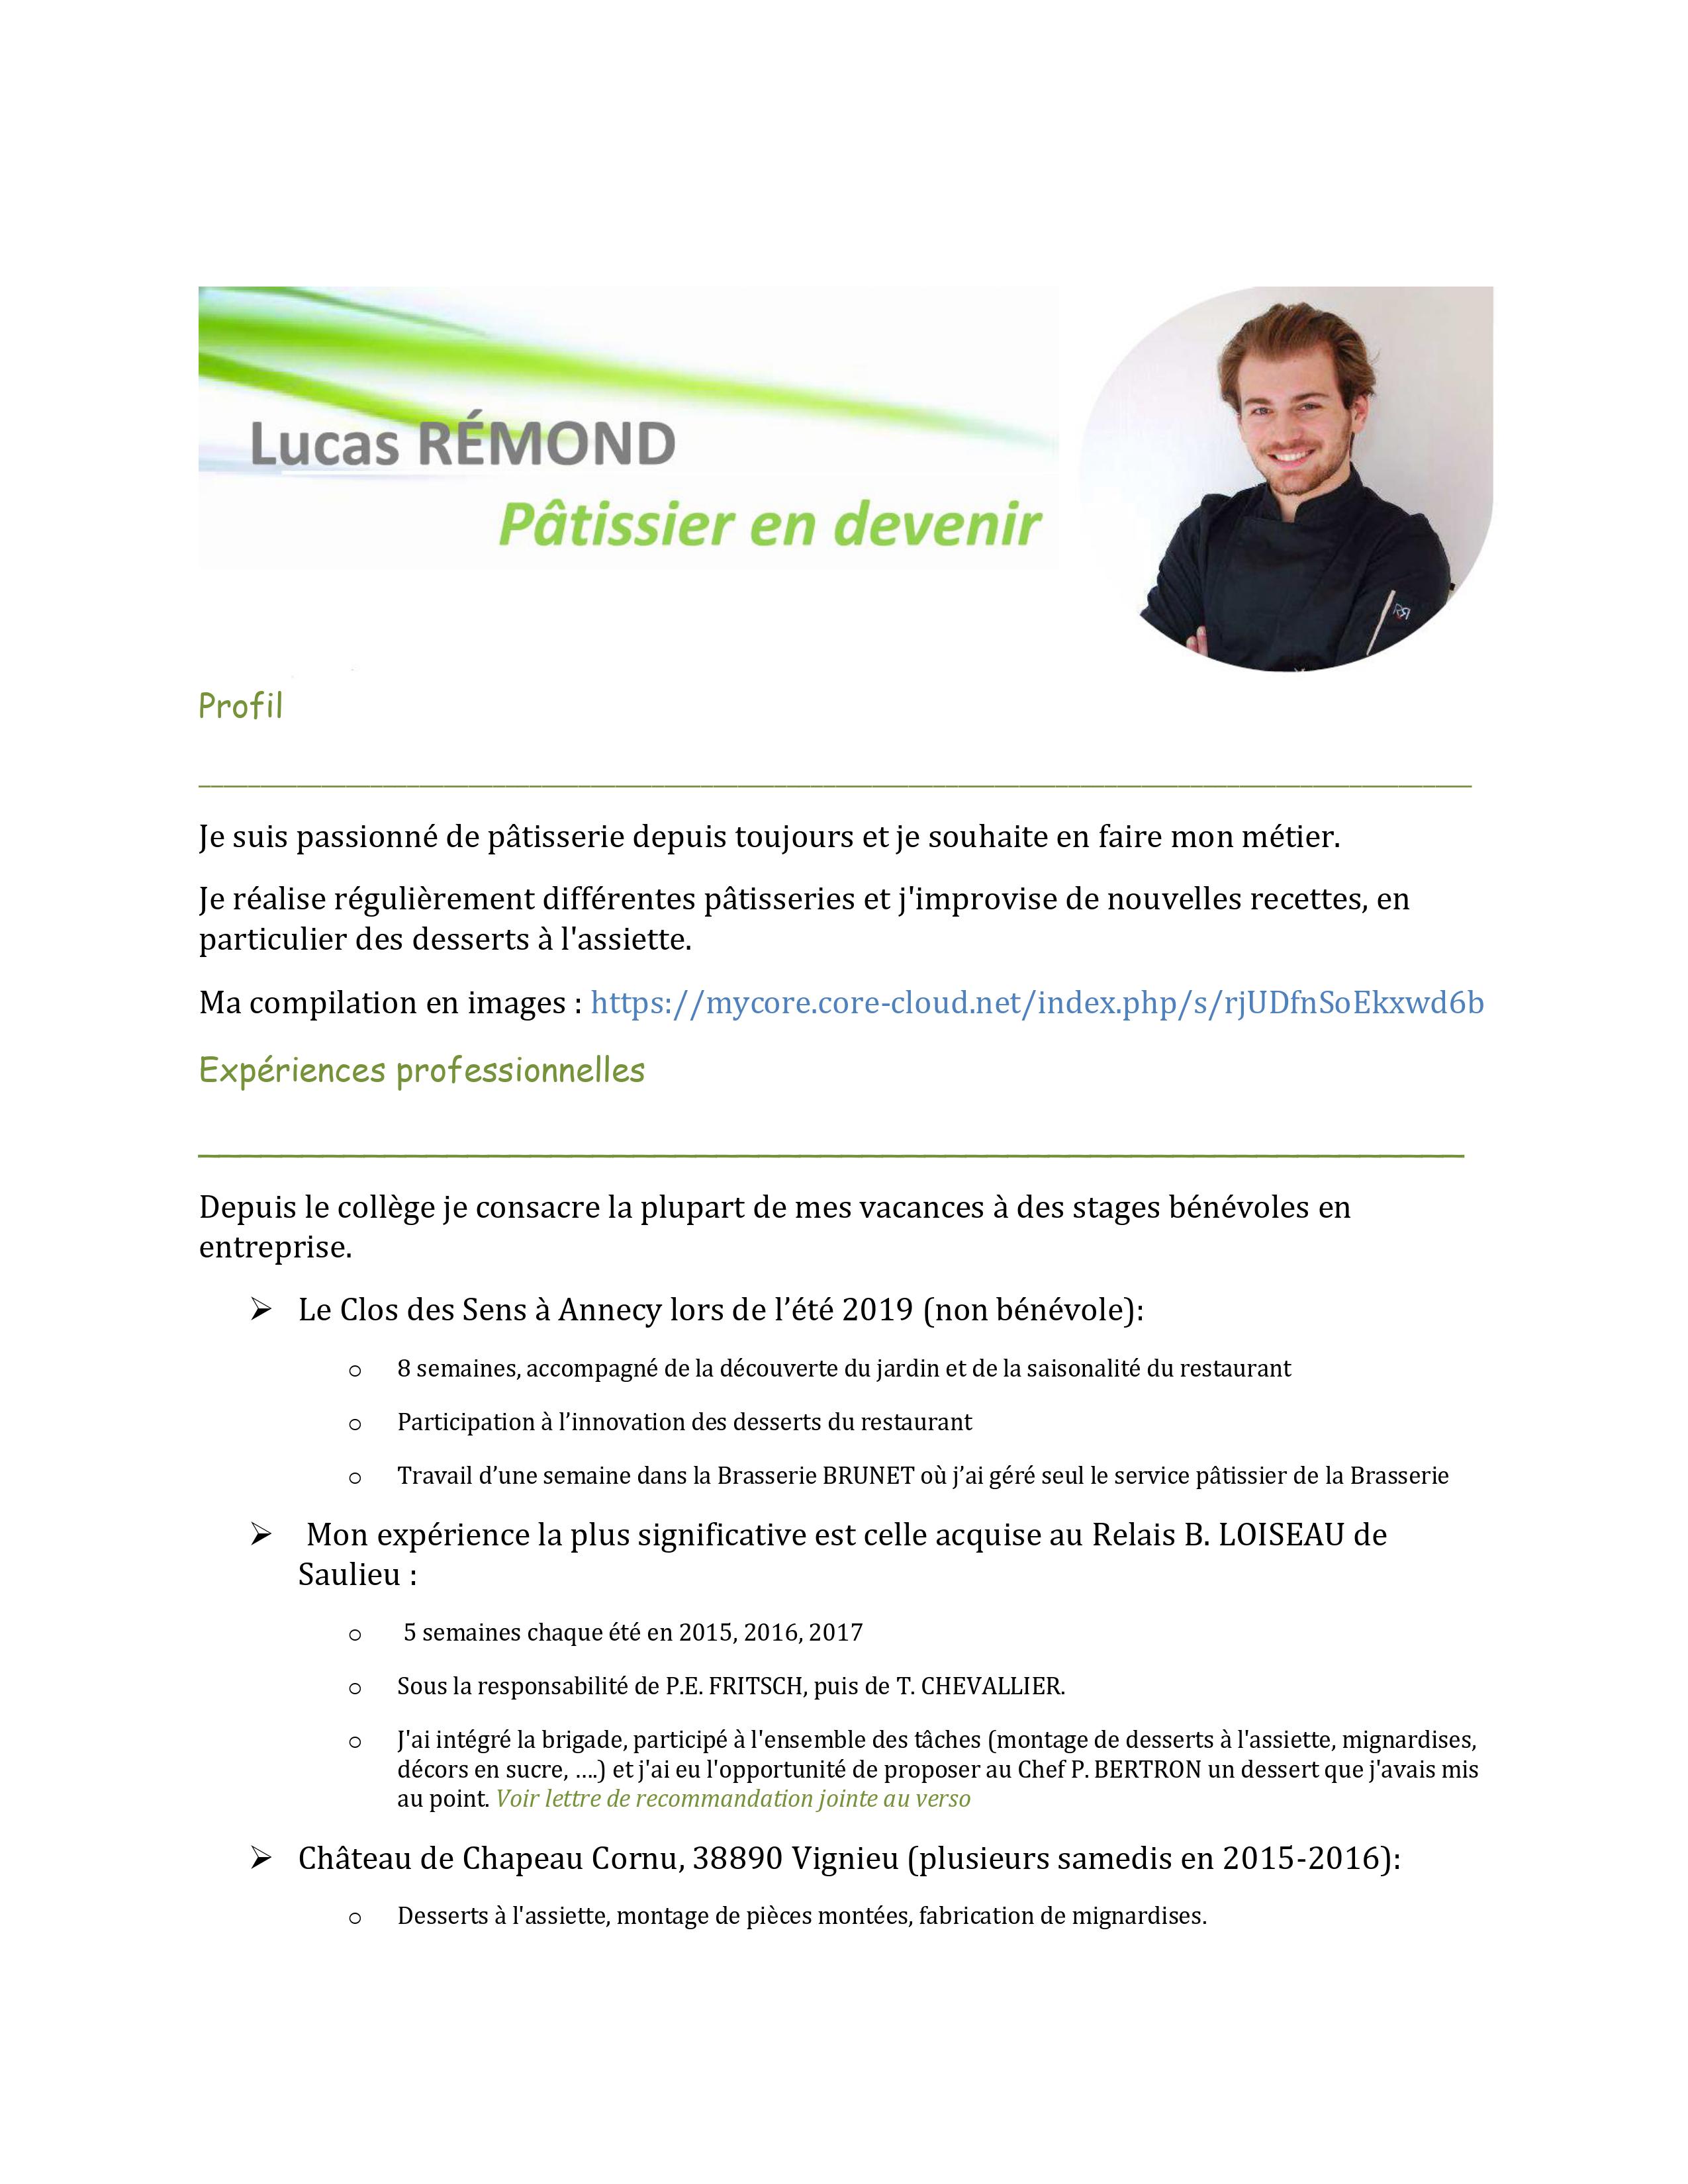 Lucas RÉMOND
Pâtissier en devenir
Profil
Je suis passionné de pâtisserie depuis toujours et je souhaite en faire mon métier.
Je réalise régulièrement différentes pâtisseries et j'improvise de nouvelles recettes, en
particulier des desserts à l'assiette.
Ma compilation en images : https://mycore.core-cloud.net/index.php/s/rjUDfnSoEkxwd6b
Expériences professionnelles
Depuis le collège je consacre la plupart de mes vacances à des stages bénévoles en
entreprise.
➢ Le Clos des Sens à Annecy lors de l’été 2019 (non bénévole):
o 8 semaines, accompagné de la découverte du jardin et de la saisonalité du restaurant
o Participation à l’innovation des desserts du restaurant
o Travail d’une semaine dans la Brasserie BRUNET où j’ai géré seul le service pâtissier de la Brasserie
➢ Mon expérience la plus significative est celle acquise au Relais B. LOISEAU de
Saulieu :
o 5 semaines chaque été en 2015, 2016, 2017
o Sous la responsabilité de P.E. FRITSCH, puis de T. CHEVALLIER.
o J'ai intégré la brigade, participé à l'ensemble des tâches (montage de desserts à l'assiette, mignardises,
décors en sucre, ....) et j'ai eu l'opportunité de proposer au Chef P. BERTRON un dessert que j'avais mis
au point. Voir lettre de recommandation jointe au verso
➢ Château de Chapeau Cornu, 38890 Vignieu (plusieurs samedis en 2015-2016):
o Desserts à l'assiette, montage de pièces montées, fabrication de mignardises.